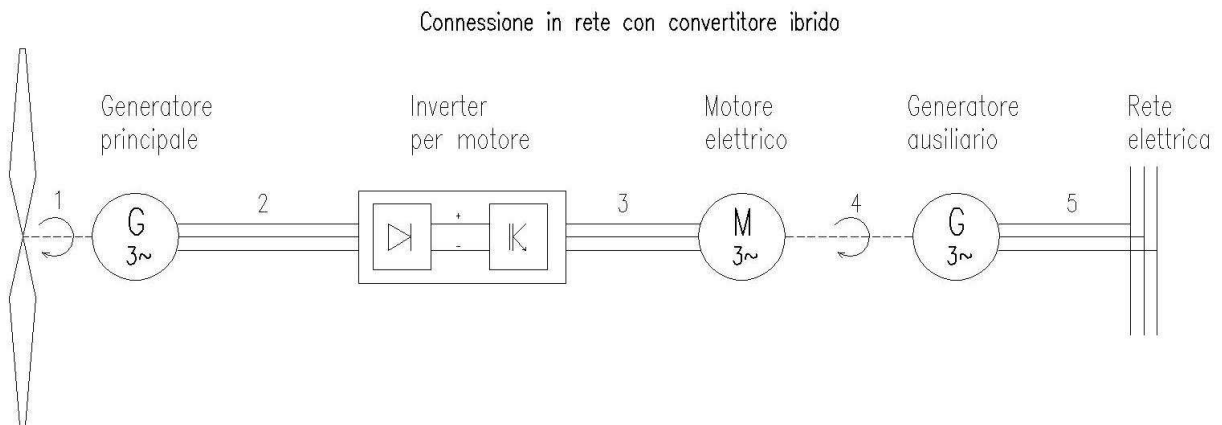 Connessione in rete con convertitore ibrido
Generatore
principale
Inverter
per motore
Motore
elettrico
Generatore
ausiliario
Rete
elettrica
1
2
3
4
5
G
3~
+
-
M
3~
G
3~